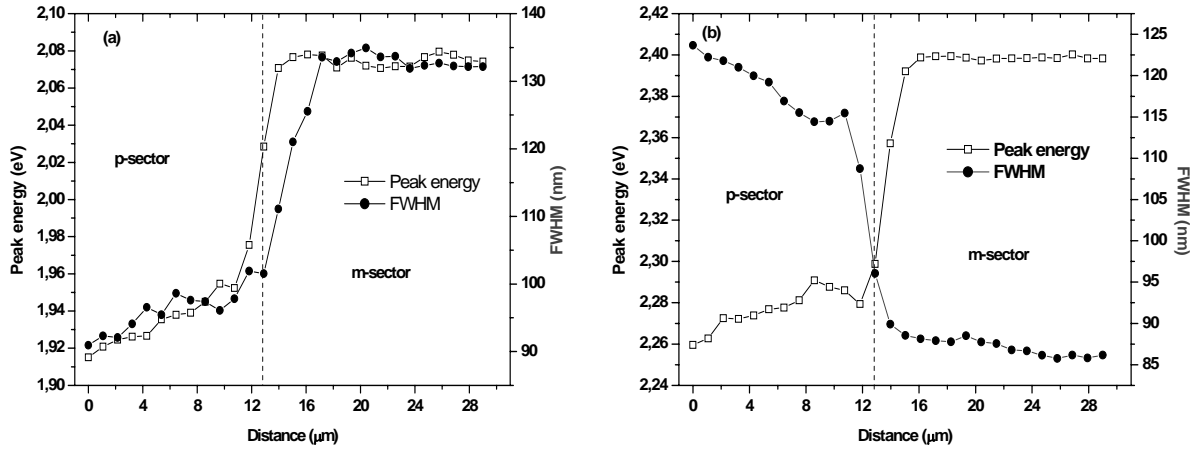 (a)
2,10
2,08
2,06
2,04
2,02
2,00
1,98
1,96
1,94
1,92
1,90
Peak energy (eV)
140
130
120
110
100
90
FWHM (nm)
p-sector
Peak energy
FWHM
m-sector
0 4 8 12 16 20 24 28
Distance (μm)
(b)
2,42
2,40
2,38
2,36
2,34
2,32
2,30
2,28
2,26
2,24
Peak energy (eV)
125
120
115
110
105
100
95
90
85
FWHM (nm)
Peak energy
FWHM
p-sector
m-sector
0 4 8 12 16 20 24 28
Distance (μm)